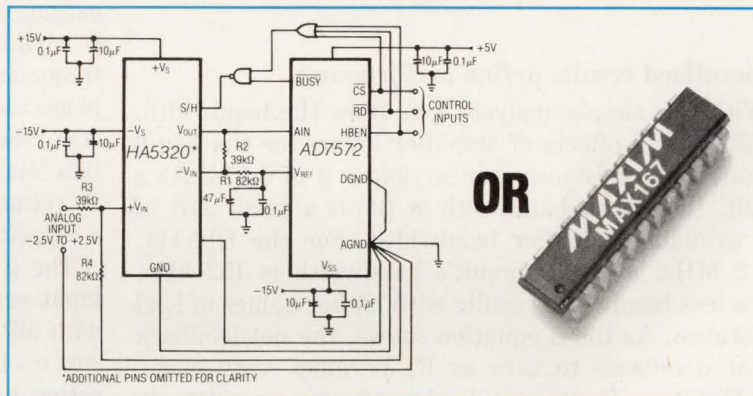 +15V
0.1μF
10μF
+VS
S/H
VOUT
–VIN
HA5320*
–15V
0.1μF
10μF
–VS
R3
39kΩ
ANALOG
INPUT
–2.5V TO +2.5V
+VIN
R4
82kΩ
GND
R2
39kΩ
R1 82kΩ
47μF
0.1μF
BUSY
AIN
AD7572
VREF
+5V
10μF
0.1μF
CS
RD
HBEN
CONTROL
INPUTS
DGND
AGND
VSS
–15V
10μF
0.1μF
*ADDITIONAL PINS OMITTED FOR CLARITY
OR
MAXIM
MAX167